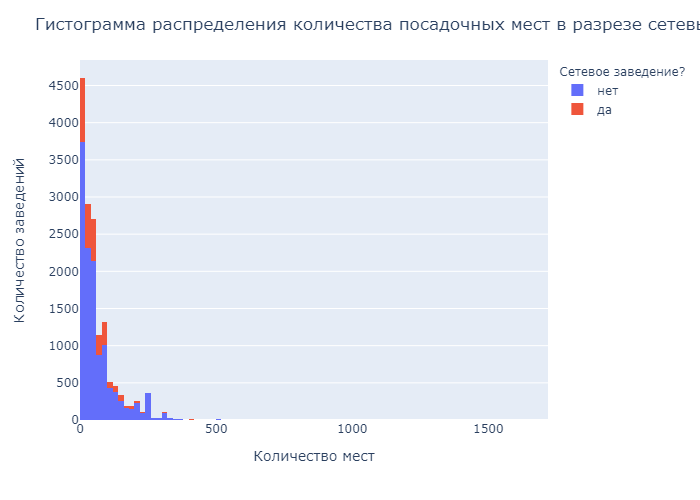 Гистограмма распределения количества посадочных мест в разрезе
Сетевое заведение?
нет
да
Количество заведений
4500
4000
3500
3000
2500
2000
1500
1000
500
0
0
500
1000
1500
Количество мест